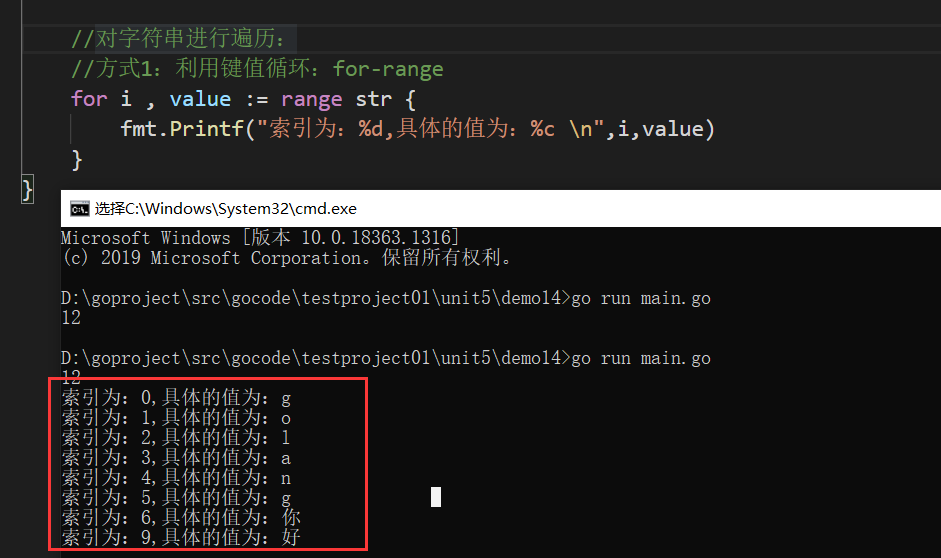 //对字符串进行遍历：
//方式1：利用键值循环：for-range
for i , value := range str {
fmt.Printf("索引为：%d,具体的值为：%c \n",i,value)
}
}
选择C:\Windows\System32\cmd.exe
Microsoft Windows [版本 10.0.18363.1316]
(c) 2019 Microsoft Corporation。保留所有权利。
D:\goproject\src\gocode\testproject01\unit5\demo14>go run main.go
12
D:\goproject\src\gocode\testproject01\unit5\demo14>go run main.go
12
索引为：0,具体的值为：g
索引为：1,具体的值为：o
索引为：2,具体的值为：l
索引为：3,具体的值为：a
索引为：4,具体的值为：n
索引为：5,具体的值为：g
索引为：6,具体的值为：你
索引为：9,具体的值为：好